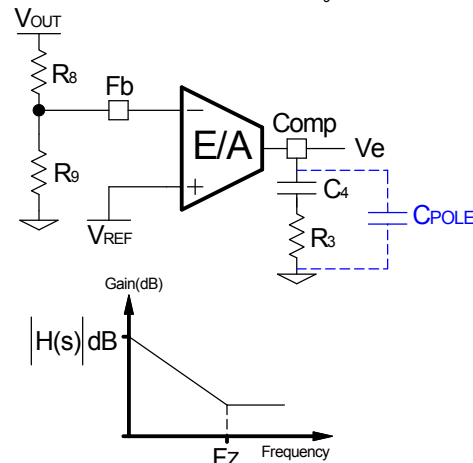 VOUT
R8
Fb
−
E/A
Comp
Ve
R9
+
VREF
C4
R3
CPOLE
Gain(dB)
|H(s)| dB
FZ
Frequency